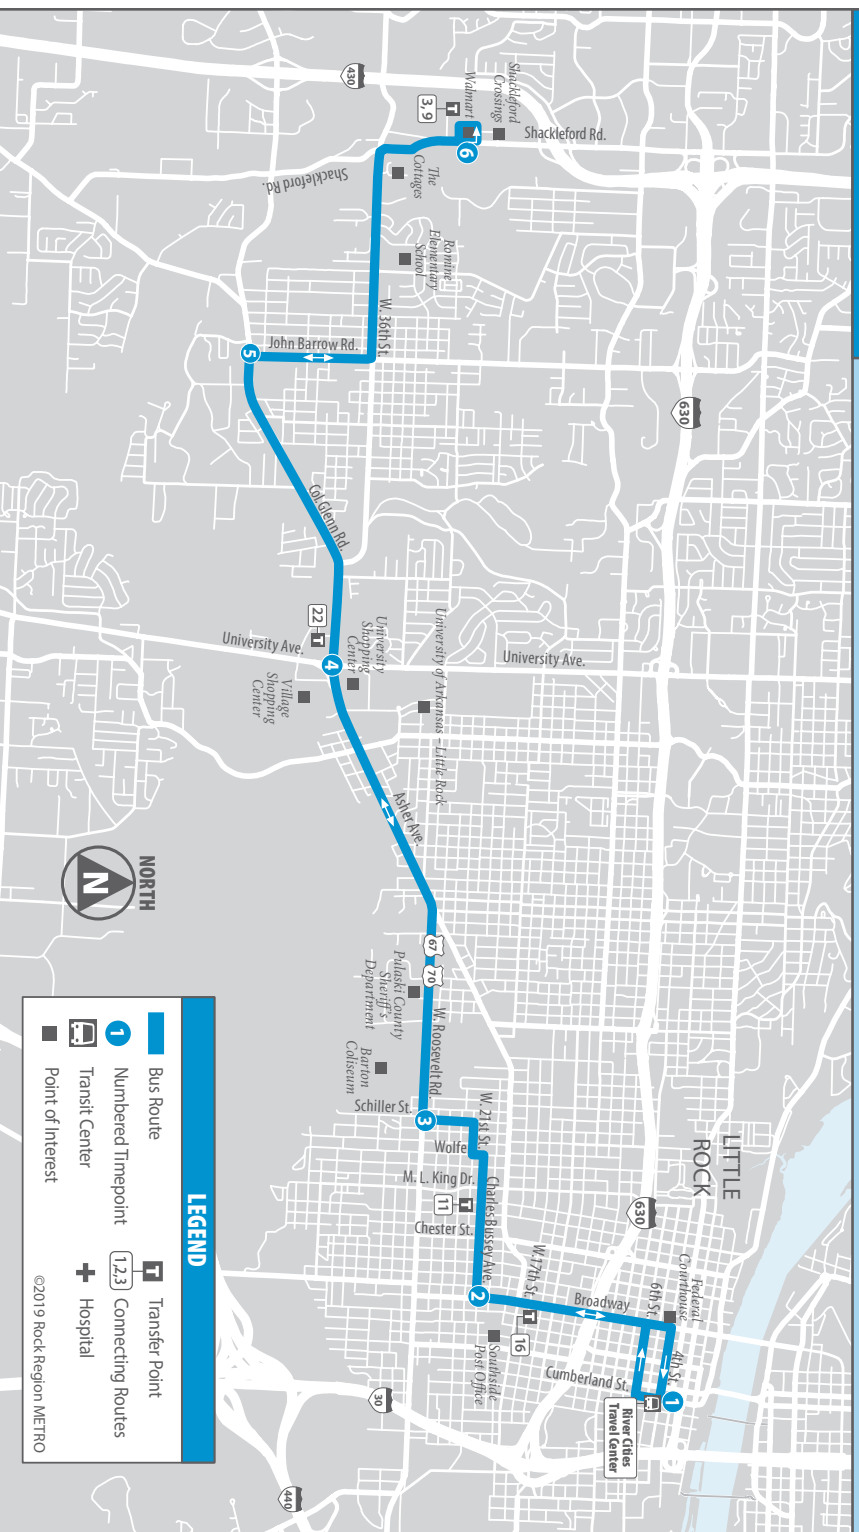 430
Shackleford
Crossings
Walmart
3, 9
T
Shackleford Rd.
6
The
Cottages
Shackleford Rd.
Romine
Elementary
School
W. 36th St.
John Barrow Rd.
5
630
Col.Glenn Rd.
22
T
University Ave.
University
Shopping
Center
4
University Ave.
Village
Shopping
Center
University of Arkansas – Little Rock
Asher Ave.
NORTH
N
67
70
Pulaski County
Sheriff's
Department
W. Roosevelt Rd.
Barton
Coliseum
Schiller St.
3
W. 21st St.
Wolfe
M. L. King Dr.
Charles Bussey Ave.
11
T
Chester St.
LITTLE
ROCK
630
2
W.17th St.
T
16
Broadway
Southside
Post Office
Federal
Courthouse
6th St.
4th St.
Cumberland St.
1
River Cities
Travel Center
30
440
LEGEND
Bus Route
1
Numbered Timepoint
Transit Center
Point of Interest
T
Transfer Point
1,2,3
Connecting Routes
Hospital
©2019 Rock Region METRO